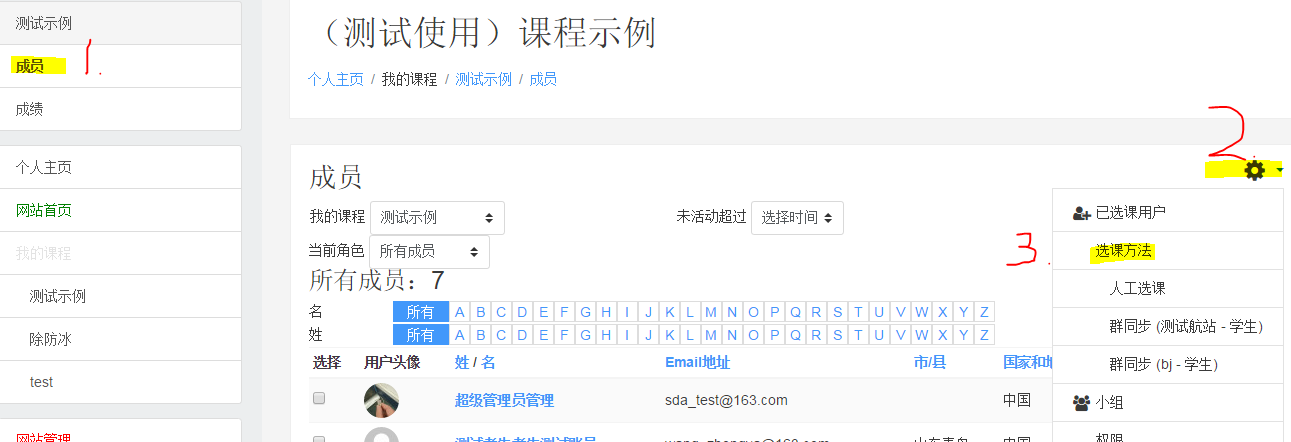 测试示例
成员 1.
成绩
个人主页
网站首页
我的课程
测试示例
除防冰
test
网站管理
（测试使用）课程示例
个人主页 / 我的课程 / 测试示例 / 成员
2.
成员
我的课程 测试示例 未活动超过 选择时间
当前角色 所有成员
所有成员：7
名 所有 A B C D E F G H I J K L M N O P Q R S T U V W X Y Z
姓 所有 A B C D E F G H I J K L M N O P Q R S T U V W X Y Z
选择 用户头像 姓 / 名 Email地址 市/县 国家和地
超级管理员管理 sda_test@163.com 中国
中国
已选课用户
3. 选课方法
人工选课
群同步 (测试航站 - 学生)
群同步 (bj - 学生)
小组
权限